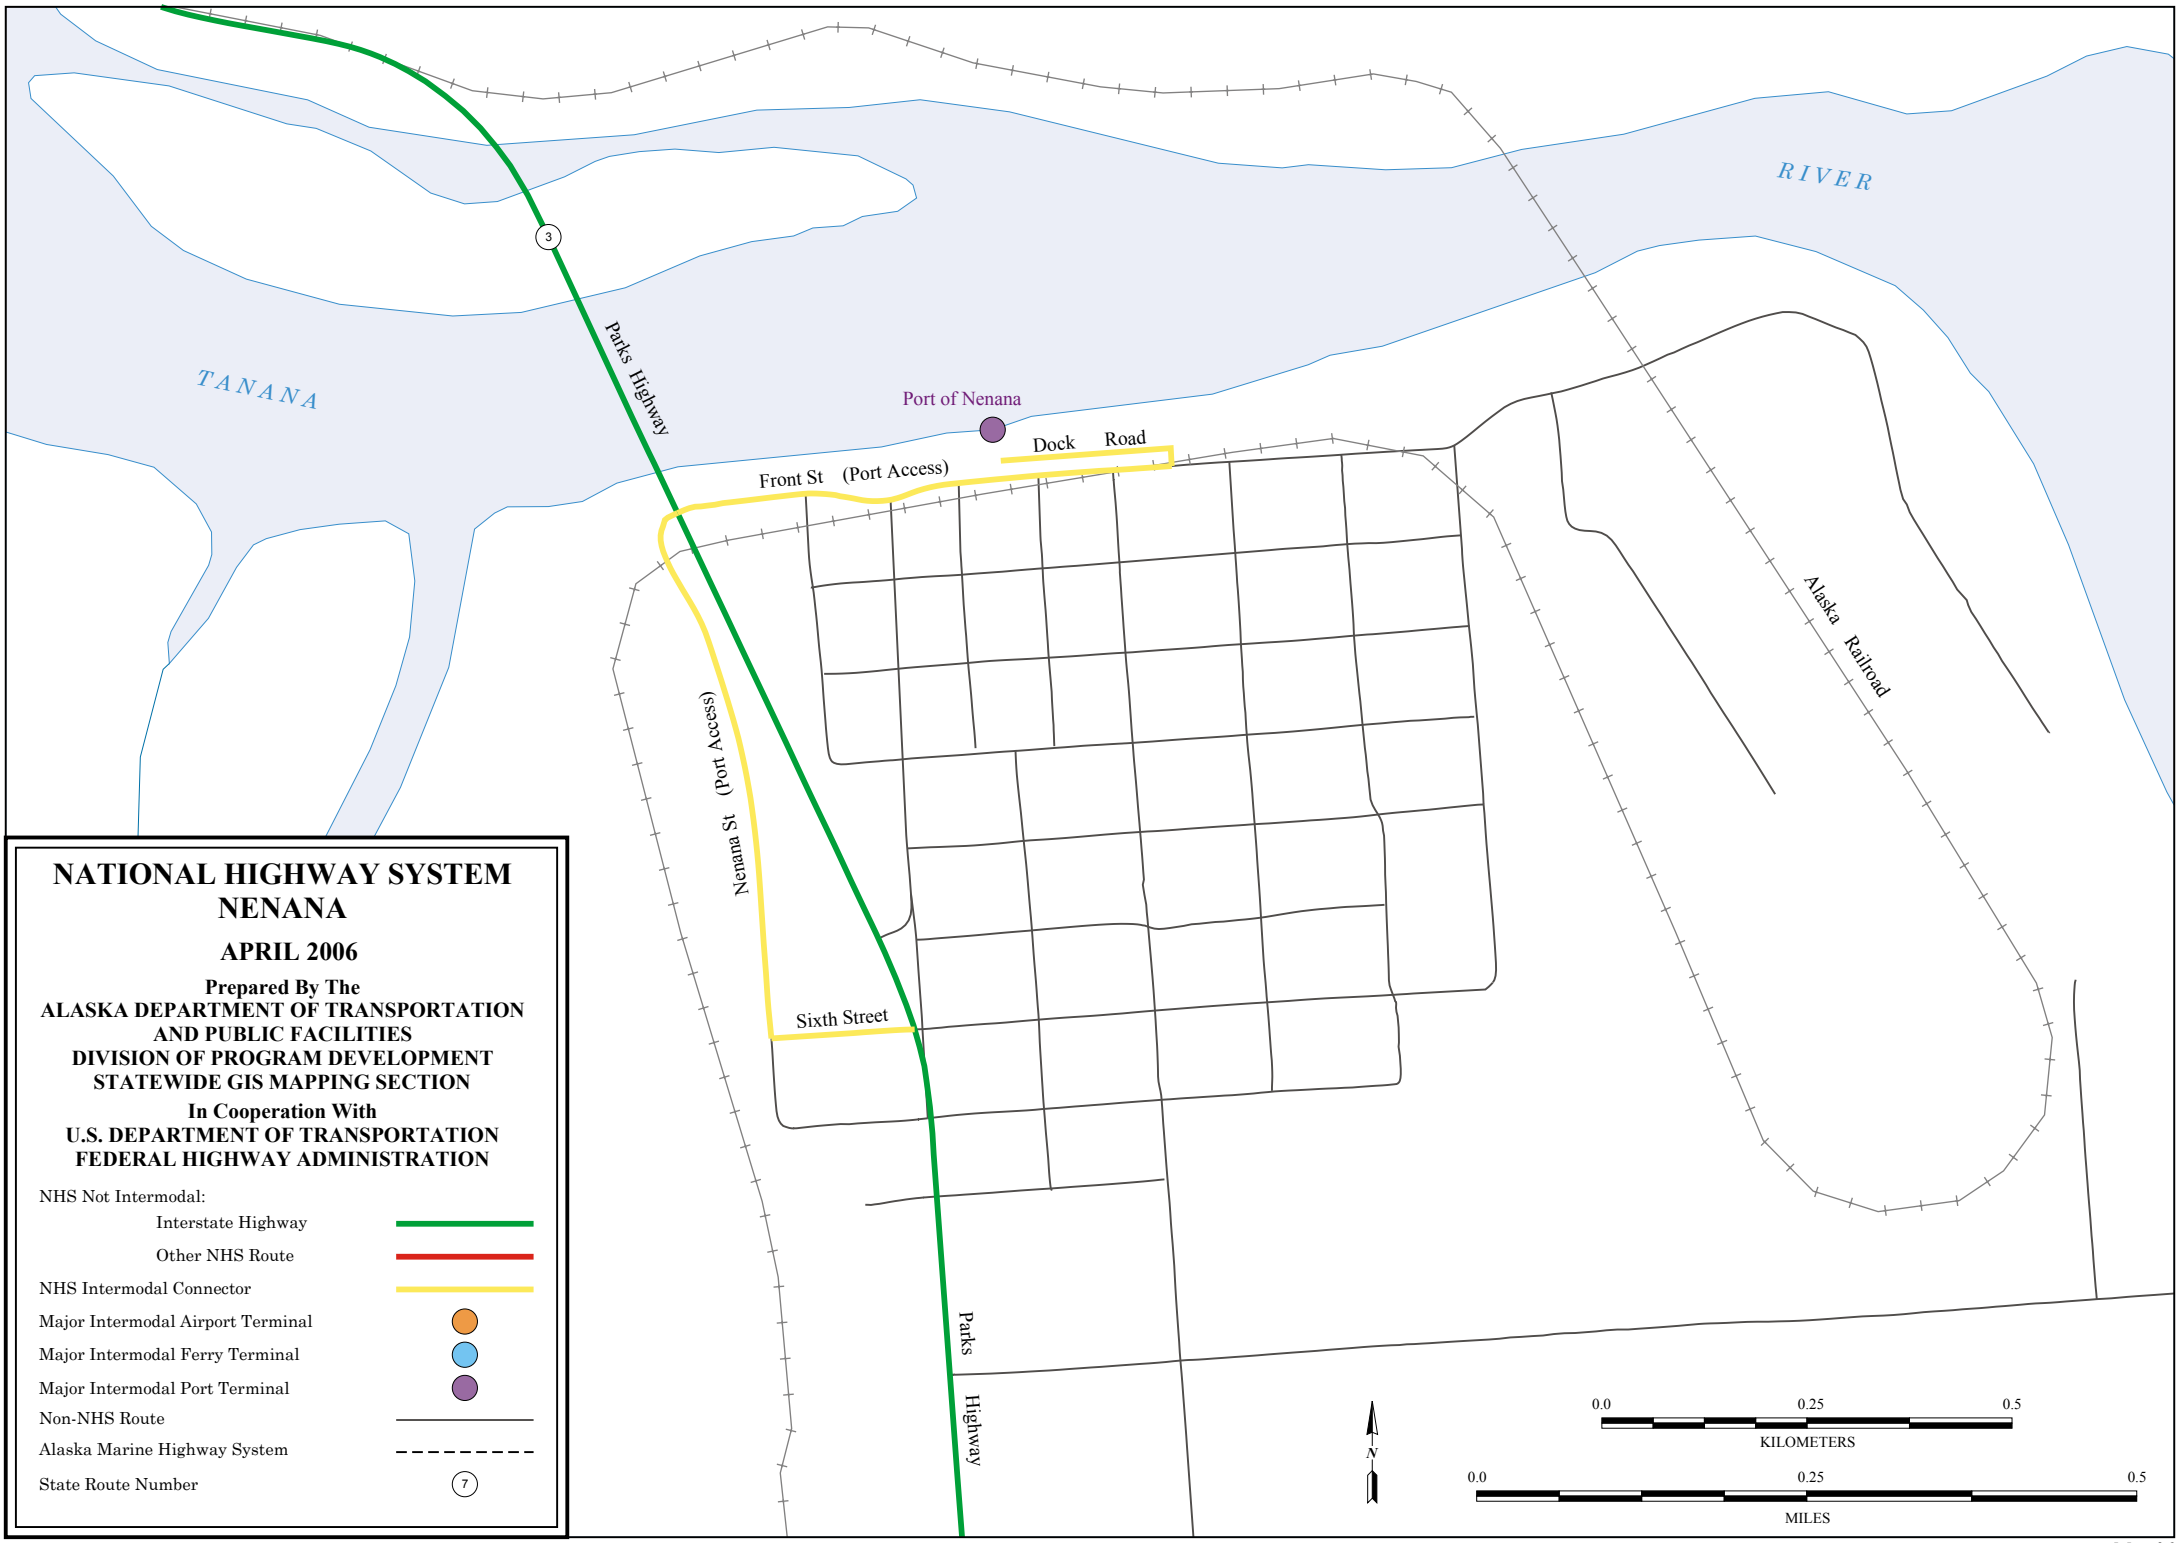 RIVER
3
Parks Highway
TANANA
Port of Nenana
Dock Road
Front St (Port Access)
Alaska Railroad
Nenana St (Port Access)
Sixth Street
Parks Highway
NATIONAL HIGHWAY SYSTEM
NENANA
APRIL 2006
Prepared By The
ALASKA DEPARTMENT OF TRANSPORTATION
AND PUBLIC FACILITIES
DIVISION OF PROGRAM DEVELOPMENT
STATEWIDE GIS MAPPING SECTION
In Cooperation With
U.S. DEPARTMENT OF TRANSPORTATION
FEDERAL HIGHWAY ADMINISTRATION
NHS Not Intermodal:
Interstate Highway
Other NHS Route
NHS Intermodal Connector
Major Intermodal Airport Terminal
Major Intermodal Ferry Terminal
Major Intermodal Port Terminal
Non-NHS Route
Alaska Marine Highway System
State Route Number 7
N
0.0 0.25 0.5
KILOMETERS
0.0 0.25 0.5
MILES